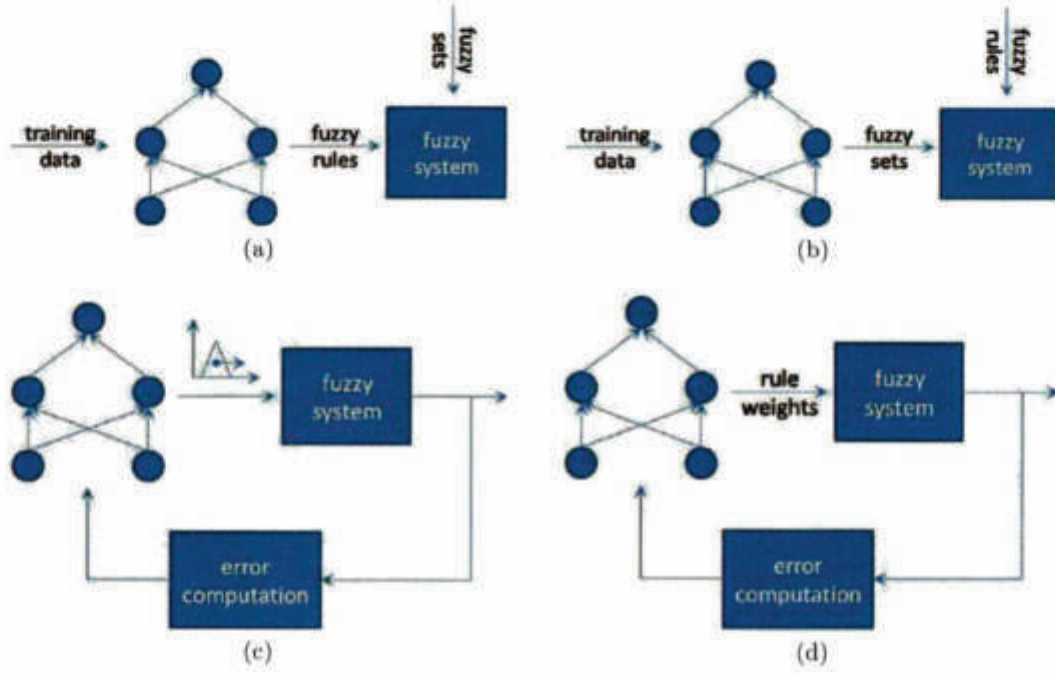 fuzzy
sets
training
data
fuzzy
rules
fuzzy
system
(a)
fuzzy
rules
training
data
fuzzy
sets
fuzzy
system
(b)
fuzzy
system
error
computation
(c)
rule
weights
fuzzy
system
error
computation
(d)